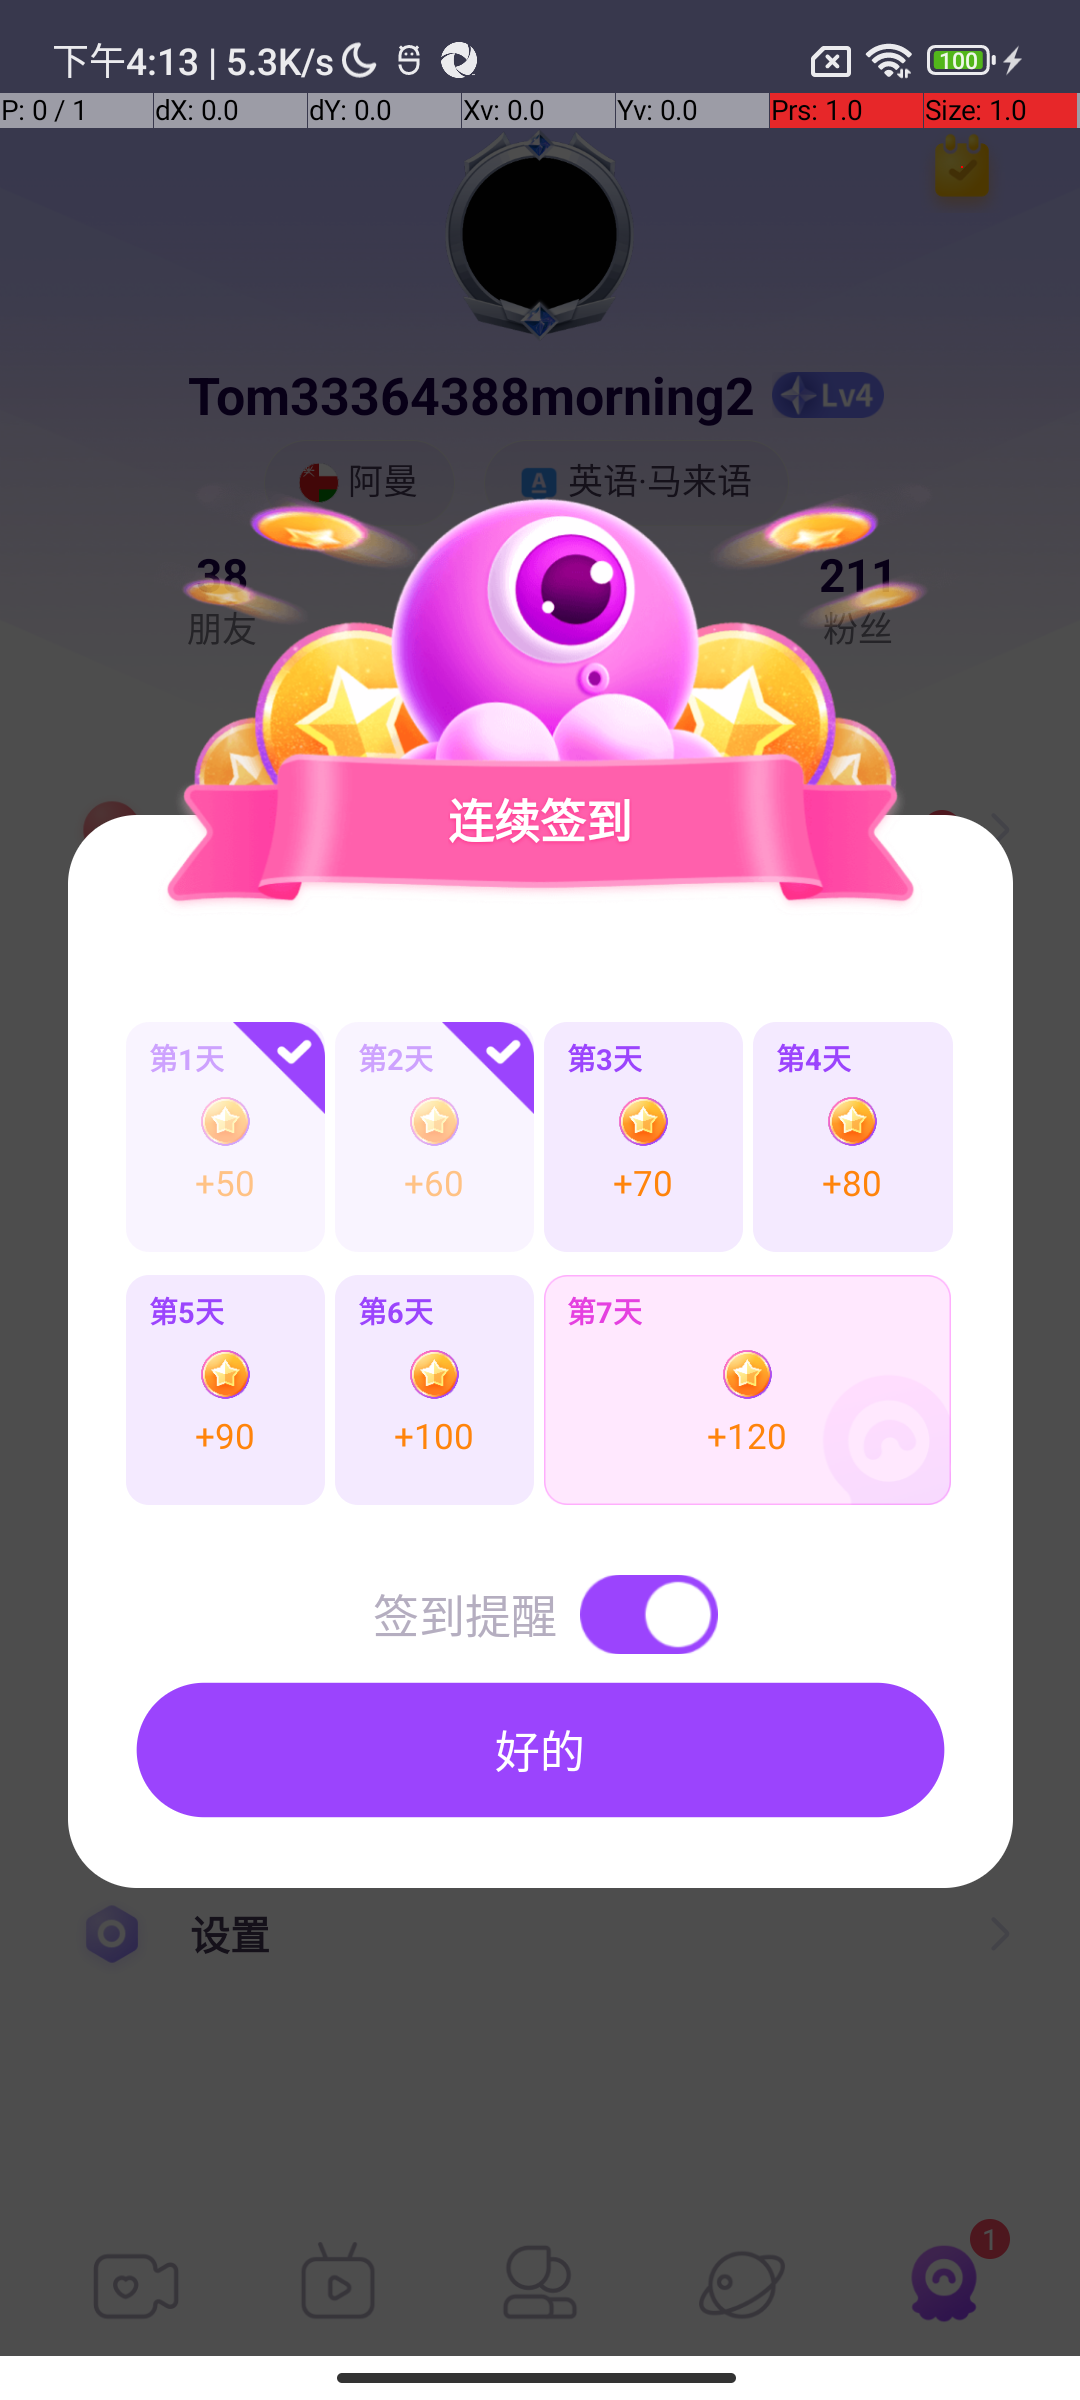 下午4:13 | 5.3K/s
100
P: 0 / 1
dX: 0.0
dY: 0.0
Xv: 0.0
Yv: 0.0
Prs: 1.0
Size: 1.0
Tom33364388morning2
Lv4
阿曼
A 英语·马来语
38
211
朋友
粉丝
连续签到
第1天
第2天
第3天
第4天
+50
+60
+70
+80
第5天
第6天
第7天
+90
+100
+120
签到提醒
好的
设置
1